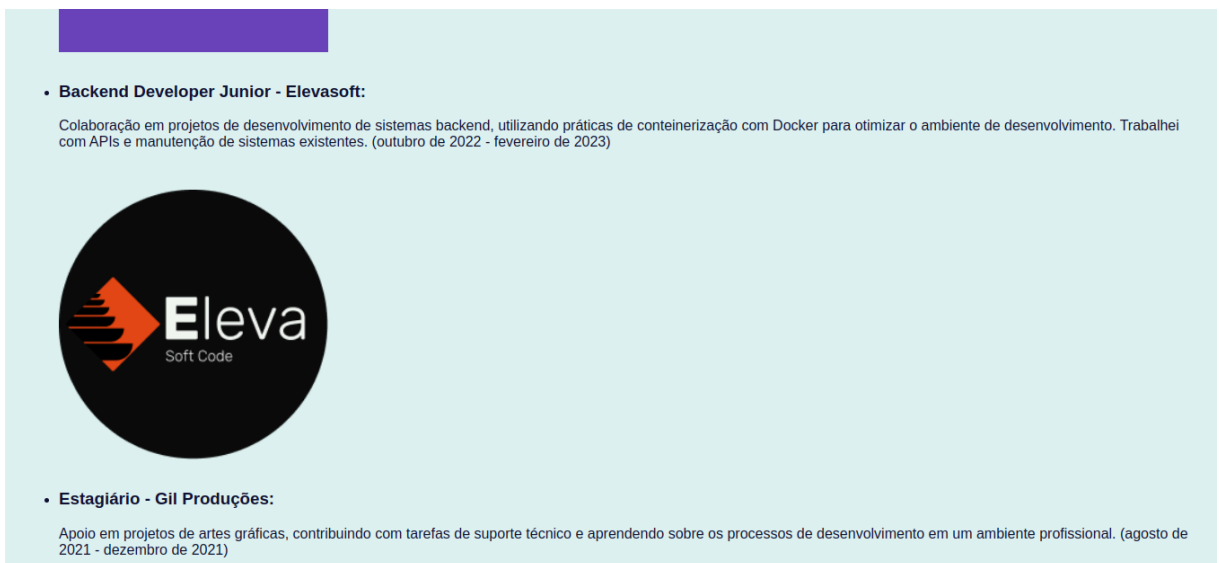 Backend Developer Junior - Elevasoft:
Colaboração em projetos de desenvolvimento de sistemas backend, utilizando práticas de conteinerização com Docker para otimizar o ambiente de desenvolvimento. Trabalhei
com APIs e manutenção de sistemas existentes. (outubro de 2022 - fevereiro de 2023)
Eleva
Soft Code
Estagiário - Gil Produções:
Apoio em projetos de artes gráficas, contribuindo com tarefas de suporte técnico e aprendendo sobre os processos de desenvolvimento em um ambiente profissional. (agosto de
2021 - dezembro de 2021)